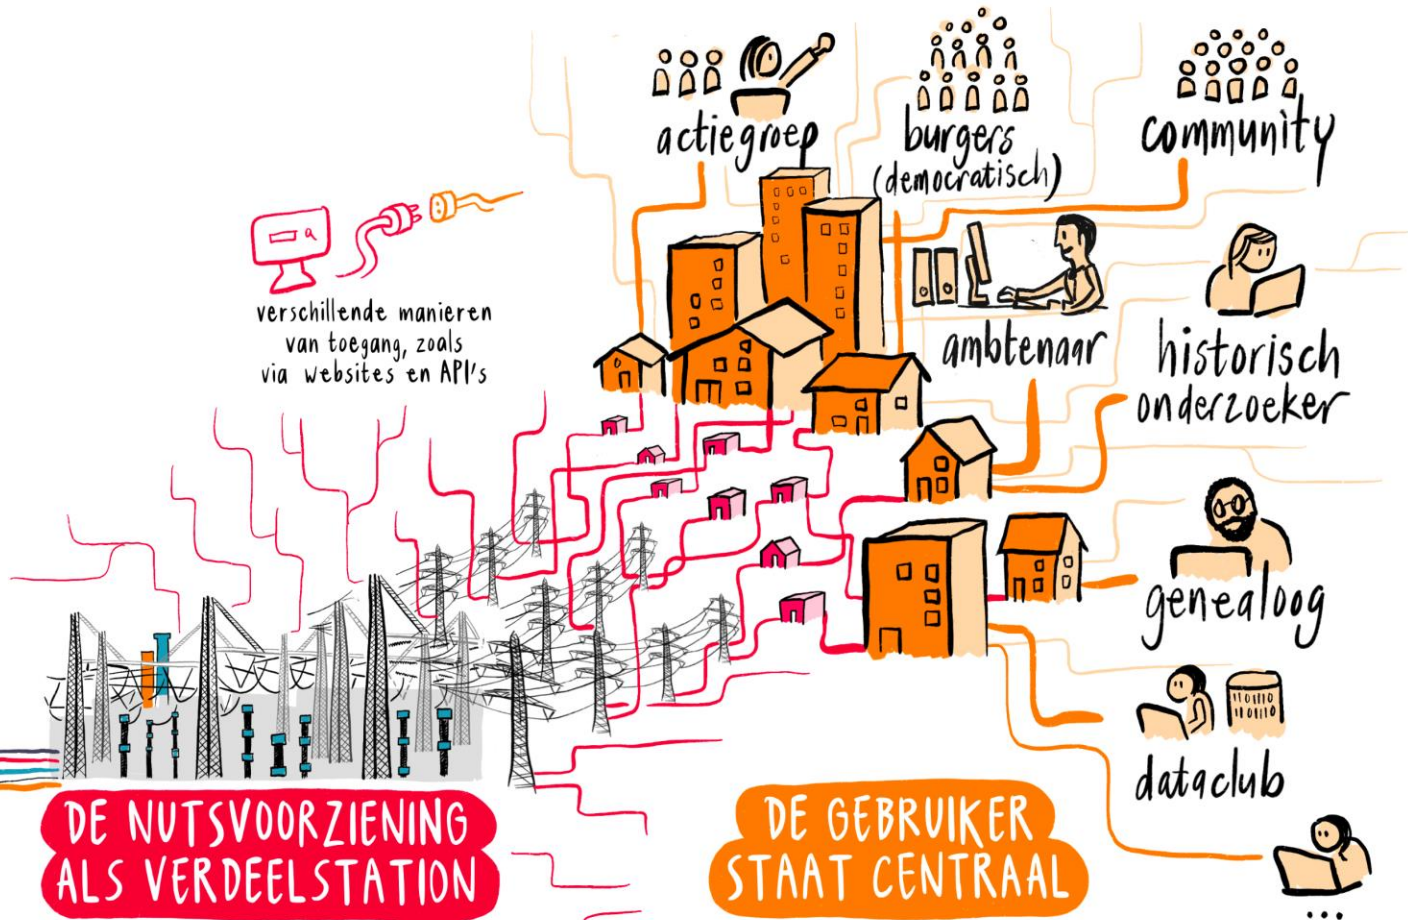 actiegroep
burgers
(democratisch)
community
verschillende manieren
van toegang, zoals
via websites en API's
ambtenaar
historisch
onderzoeker
genealoog
dataclub
DE NUTSVOORZIENING
ALS VERDEELSTATION
DE GEBRUIKER
STAAT CENTRAAL
...